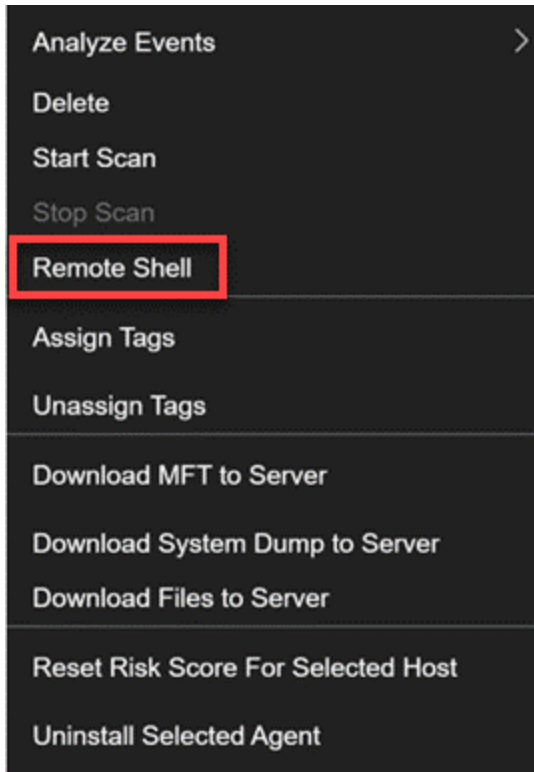 Analyze Events
Delete
Start Scan
Stop Scan
Remote Shell
Assign Tags
Unassign Tags
Download MFT to Server
Download System Dump to Server
Download Files to Server
Reset Risk Score For Selected Host
Uninstall Selected Agent